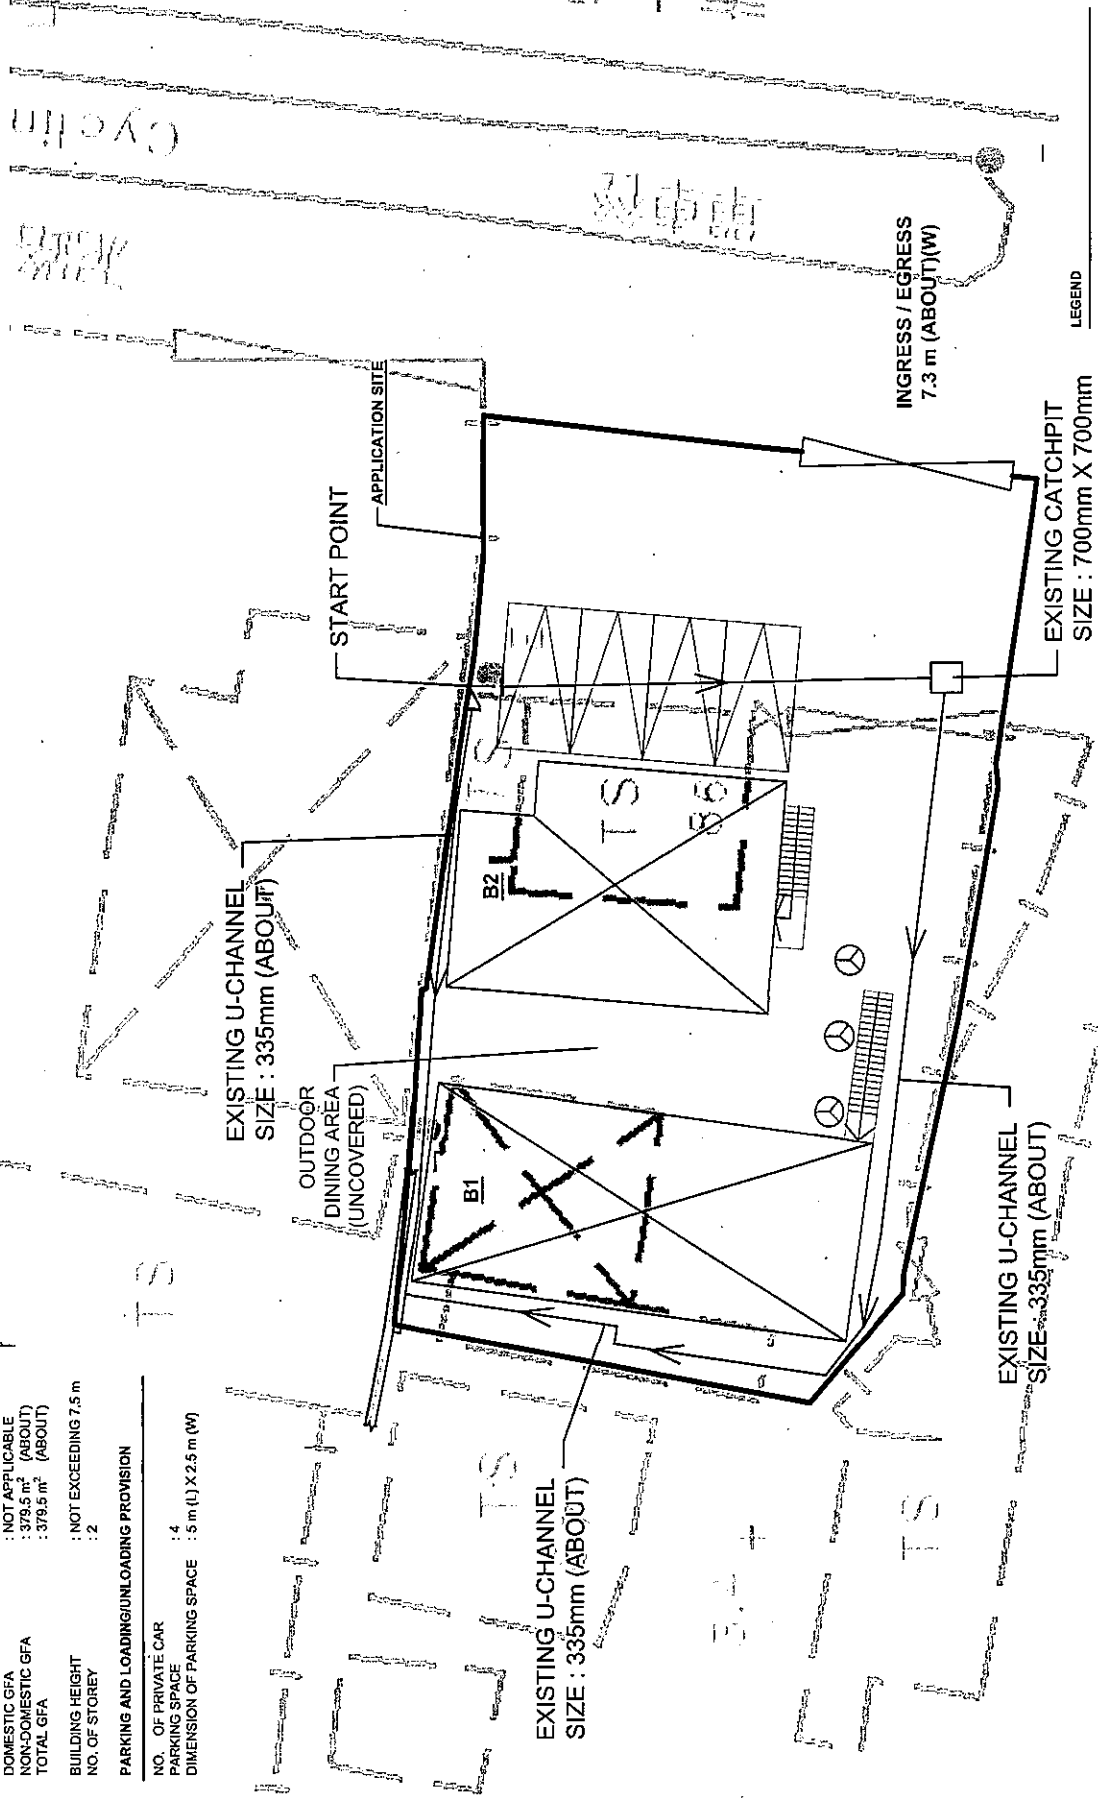 DOMESTIC GFA : NOT APPLICABLE
NON-DOMESTIC GFA : 379.5 m² (ABOUT)
TOTAL GFA : 379.5 m² (ABOUT)
BUILDING HEIGHT : NOT EXCEEDING 7.5 m
NO. OF STOREY : 2
PARKING AND LOADING/UNLOADING PROVISION
NO. OF PRIVATE CAR
PARKING SPACE : 4
DIMENSION OF PARKING SPACE : 5 m (L) X 2.5 m (W)
EXISTING U-CHANNEL
SIZE : 335mm (ABOUT)
OUTDOOR
DINING AREA
(UNCOVERED)
START POINT
APPLICATION SITE
B1
B2
TS
TS
B6
TS
TS
TS
EXISTING U-CHANNEL
SIZE : 335mm (ABOUT)
EXISTING U-CHANNEL
SIZE : 335mm (ABOUT)
EXISTING CATCHPIT
SIZE : 700mm X 700mm
INGRESS / EGRESS
7.3 m (ABOUT)(W)
LEGEND
Cyclin